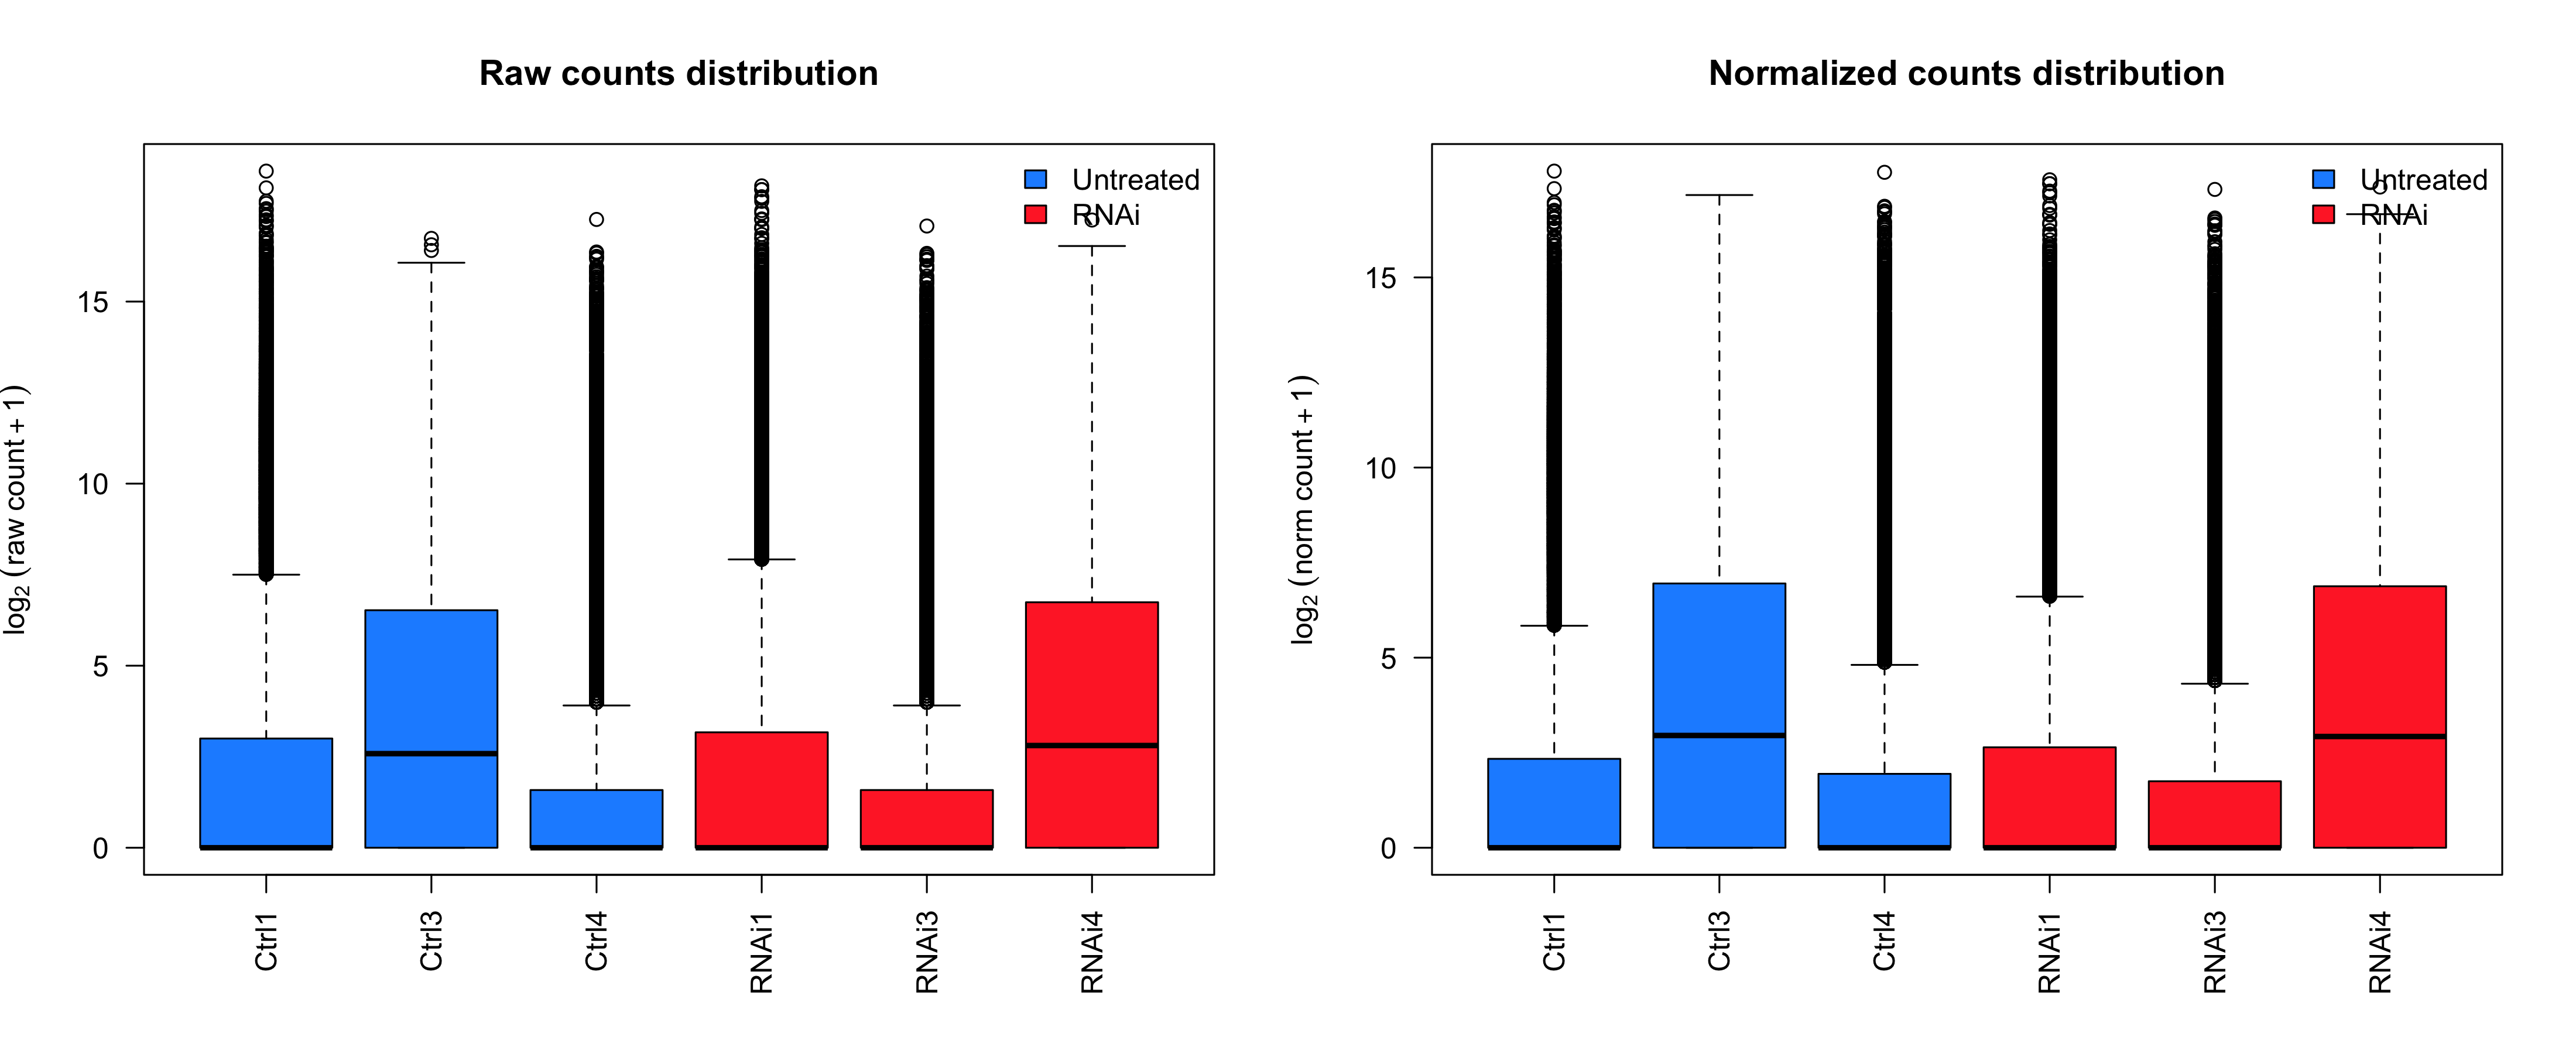 Raw counts distribution
log2 (raw count + 1)
15
10
5
0
Untreated
RNAi
Ctrl1
Ctrl3
Ctrl4
RNAi1
RNAi3
RNAi4
Normalized counts distribution
log2 (norm count + 1)
15
10
5
0
Untreated
RNAi
Ctrl1
Ctrl3
Ctrl4
RNAi1
RNAi3
RNAi4